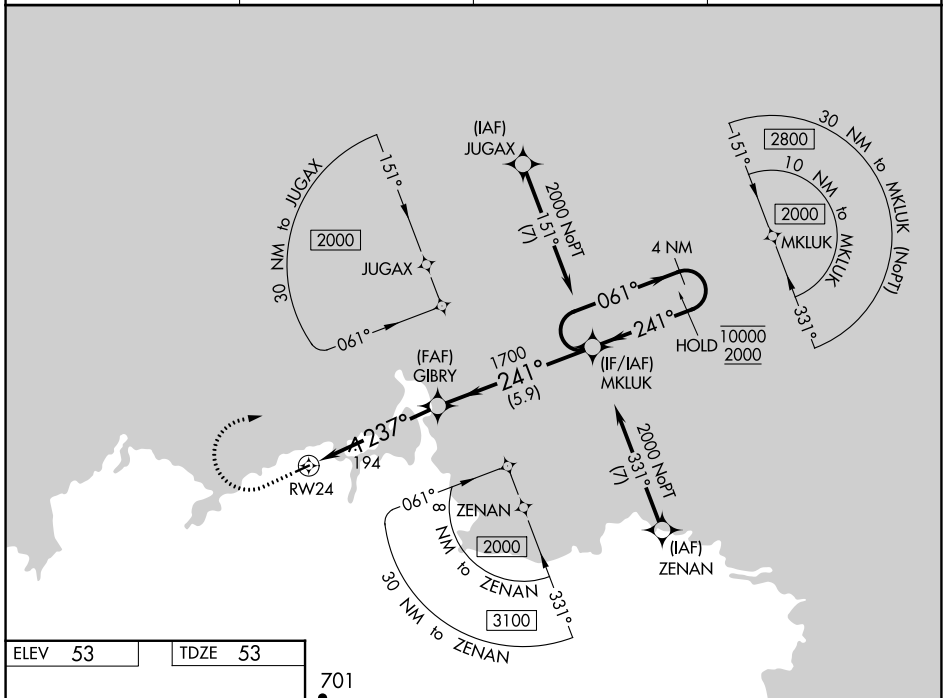 (IAF)
JUGAX
2000 NoPT
151°
(7)
30 NM to JUGAX
151°
2000
JUGAX
061°
30 NM to MKLUK (NoPT)
2800
151°
10 NM to MKLUK
2000
MKLUK
331°
4 NM
061°
241°
HOLD
10000
2000
(IF/IAF)
MKLUK
1700
241°
(5.9)
(FAF)
GIBRY
237°
194
RW24
2000 NoPT
331°
(7)
(IAF)
ZENAN
061°
ZENAN
8 NM to ZENAN
2000
331°
3100
30 NM to ZENAN
ELEV 53
TDZE 53
701